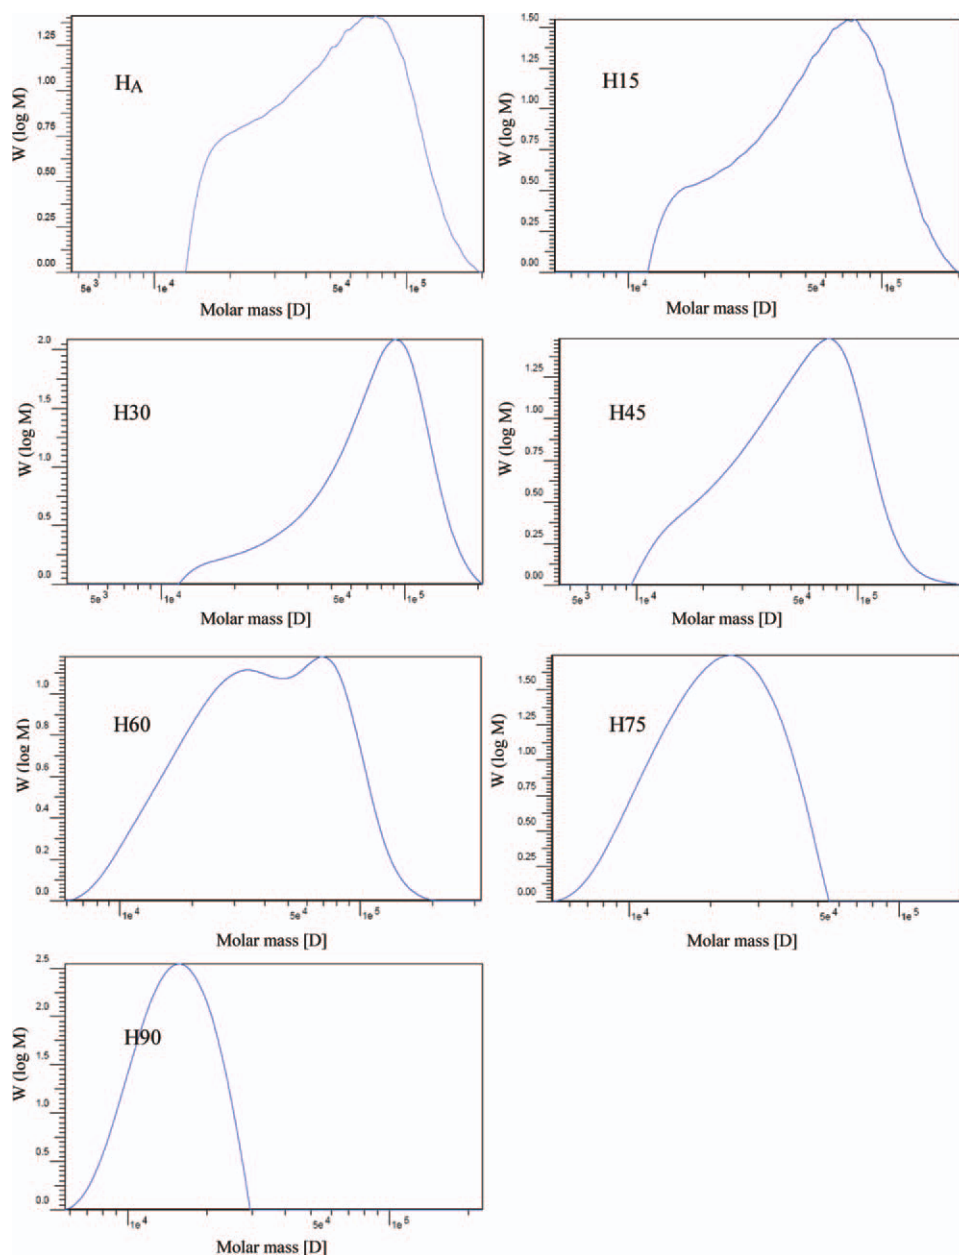 W (log M)
1.25
1.00
0.75
0.50
0.25
0.00
HA
5e3
1e4
5e4
1e5
Molar mass [D]
W (log M)
1.50
1.25
1.00
0.75
0.50
0.25
0.00
H15
1e4
5e4
1e5
Molar mass [D]
W (log M)
2.0
1.5
1.0
0.5
0.0
H30
5e3
1e4
5e4
1e5
Molar mass [D]
W (log M)
1.25
1.00
0.75
0.50
0.25
0.00
H45
5e3
1e4
5e4
1e5
Molar mass [D]
W (log M)
1.0
0.8
0.6
0.4
0.2
0.0
H60
1e4
5e4
1e5
Molar mass [D]
W (log M)
1.50
1.25
1.00
0.75
0.50
0.25
0.00
H75
1e4
5e4
1e5
Molar mass [D]
W (log M)
2.5
2.0
1.5
1.0
0.5
0.0
H90
1e4
5e4
1e5
Molar mass [D]